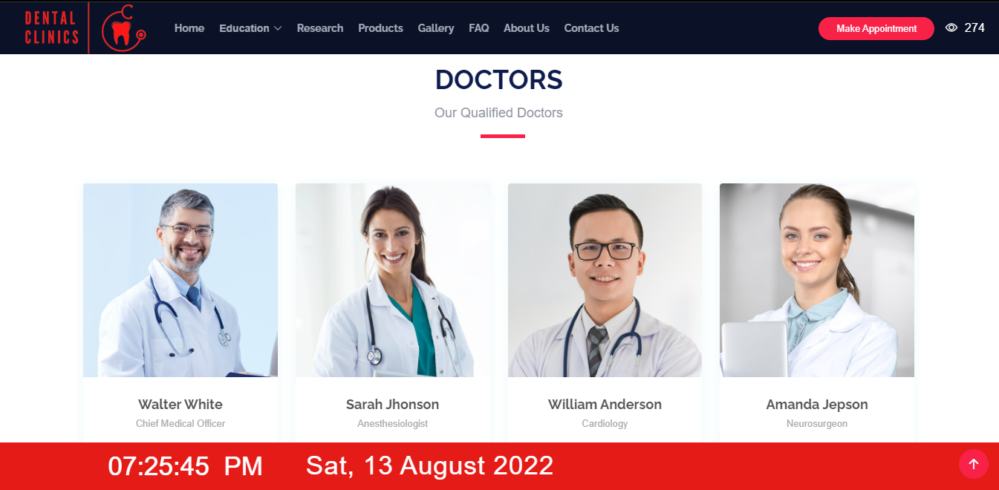 DENTAL
CLINICS
Home Education Research Products Gallery FAQ About Us Contact Us
Make Appointment
274
DOCTORS
Our Qualified Doctors
Walter White
Chief Medical Officer
Sarah Jhonson
Anesthesiologist
William Anderson
Cardiology
Amanda Jepson
Neurosurgeon
07:25:45 PM Sat, 13 August 2022